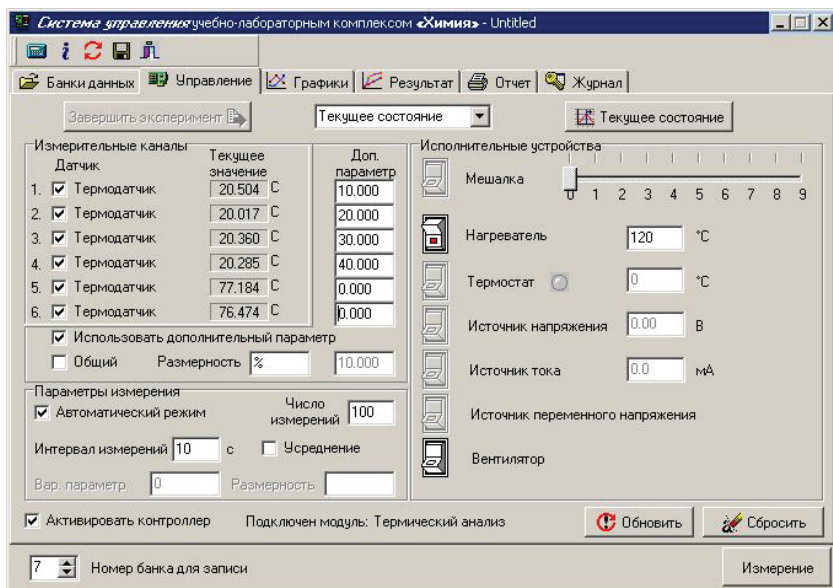 Система управления учебно-лабораторным комплексом «Химия» - Untitled
Банки данных Управление Графики Результат Отчет Журнал
Завершить эксперимент Текущее состояние Текущее состояние
Измерительные каналы
Датчик Текущее значение Доп. параметр
1. Термодатчик 20.504 C 10.000
2. Термодатчик 20.017 C 20.000
3. Термодатчик 20.360 C 30.000
4. Термодатчик 20.285 C 40.000
5. Термодатчик 77.184 C 0.000
6. Термодатчик 76.474 C 0.000
Использовать дополнительный параметр
Общий Размерность % 10.000
Параметры измерения
Автоматический режим Число измерений 100
Интервал измерений 10 с Усреднение
Вар. параметр 0 Размерность
Исполнительные устройства
Мешалка
0 1 2 3 4 5 6 7 8 9
Нагреватель 120 °C
Термостат 0 °C
Источник напряжения 0.00 В
Источник тока 0.0 мА
Источник переменного напряжения
Вентилятор
Активировать контроллер Подключен модуль: Термический анализ Обновить Сбросить
7 Номер банка для записи Измерение